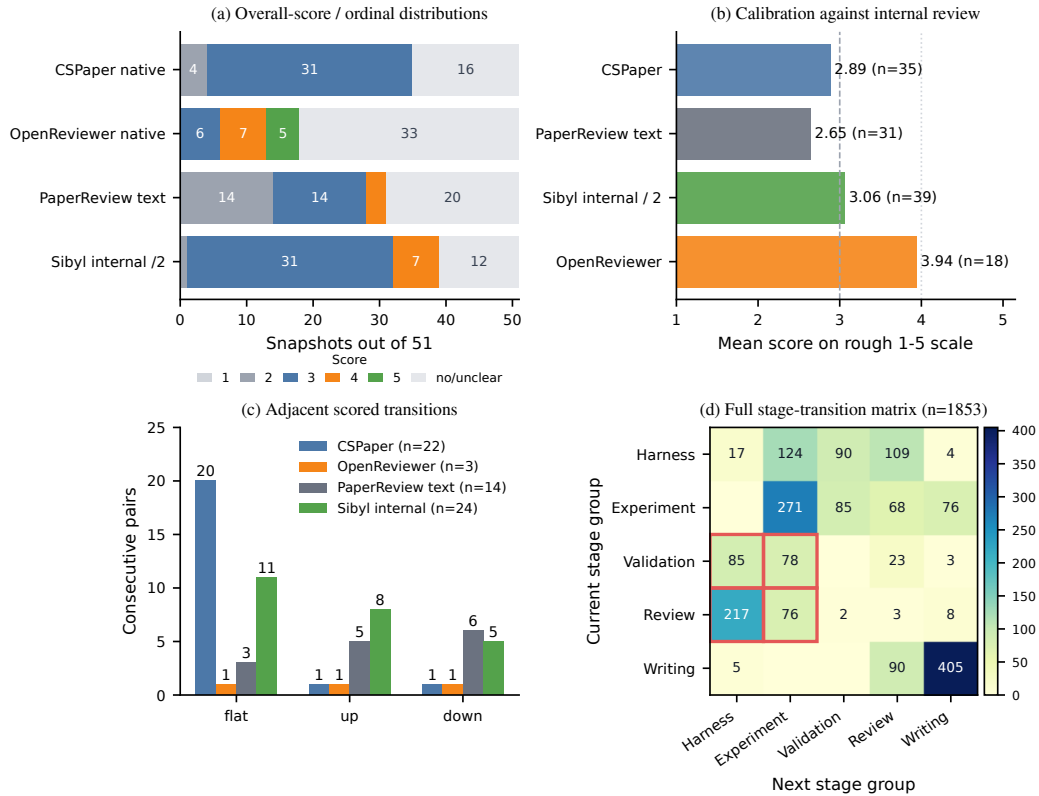 (a) Overall-score / ordinal distributions
CSPaper native
4
31
16
OpenReviewer native
6
7
5
33
PaperReview text
14
14
20
Sibyl internal /2
31
7
12
0
10
20
30
40
50
Snapshots out of 51
Score
1
2
3
4
5
no/unclear
(b) Calibration against internal review
CSPaper
2.89 (n=35)
PaperReview text
2.65 (n=31)
Sibyl internal / 2
3.06 (n=39)
OpenReviewer
3.94 (n=18)
1
2
3
4
5
Mean score on rough 1-5 scale
(c) Adjacent scored transitions
Consecutive pairs
25
20
15
10
5
0
CSPaper (n=22)
OpenReviewer (n=3)
PaperReview text (n=14)
Sibyl internal (n=24)
20
1
3
11
1
1
5
8
1
1
6
5
flat
up
down
(d) Full stage-transition matrix (n=1853)
Current stage group
Harness
17
124
90
109
4
Experiment
271
85
68
76
Validation
85
78
23
3
Review
217
76
2
3
8
Writing
5
90
405
Harness
Experiment
Validation
Review
Writing
Next stage group
400
350
300
250
200
150
100
50
0